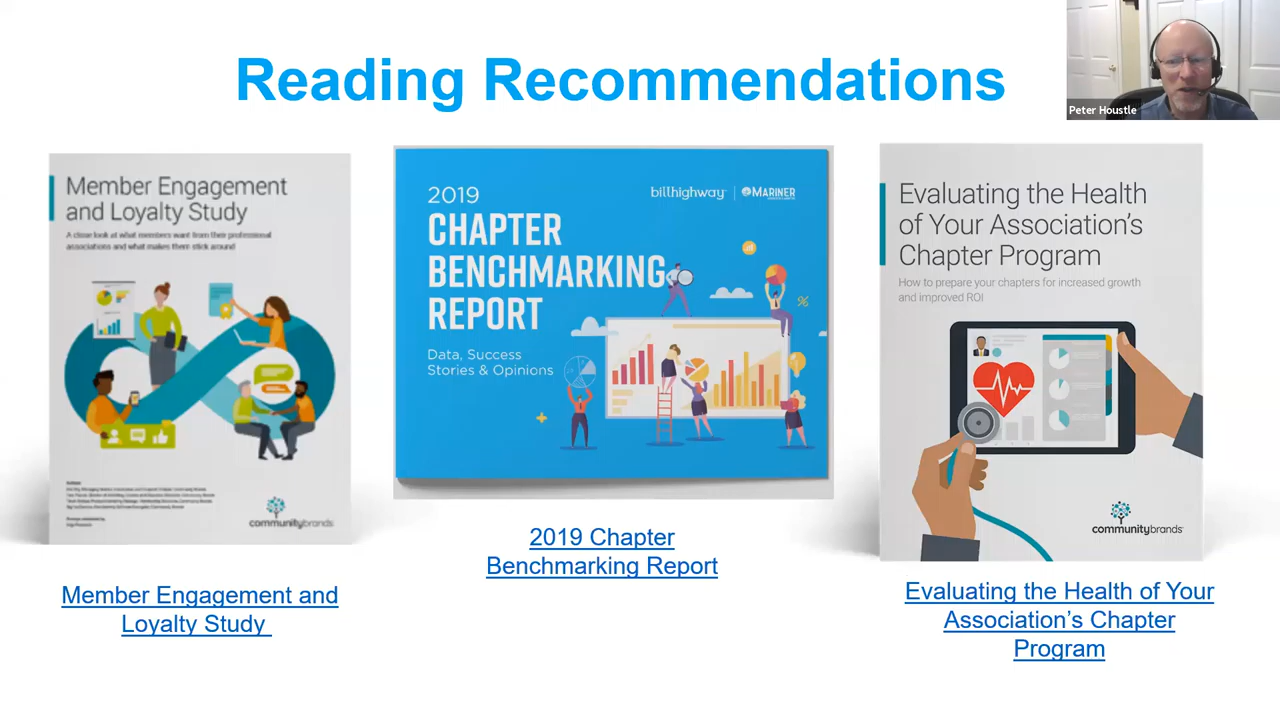 Reading Recommendations
Peter Houstle
Member Engagement
and Loyalty Study
A close look at what members want from their professional
associations and what makes them stick around
communitybrands
2019
billhighway
MARINER
CHAPTER
BENCHMARKING
REPORT
Data, Success
Stories & Opinions
%
Evaluating the Health
of Your Association's
Chapter Program
How to prepare your chapters for increased growth
and improved ROI
communitybrands
Member Engagement and
Loyalty Study
2019 Chapter
Benchmarking Report
Evaluating the Health of Your
Association’s Chapter
Program